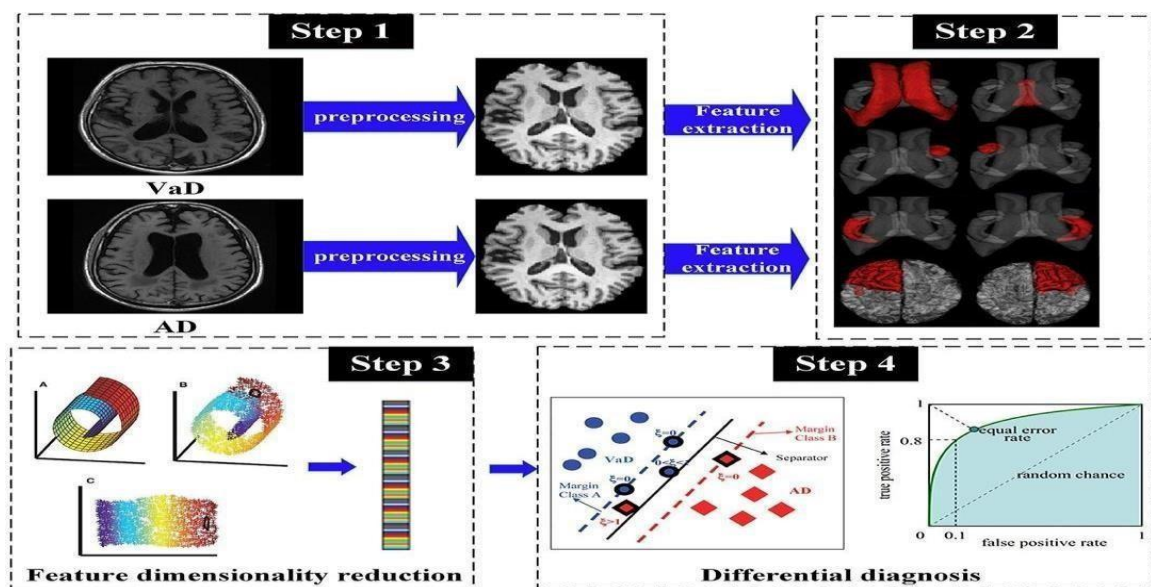 Step 1
Step 2
preprocessing
Feature
extraction
VaD
preprocessing
Feature
extraction
AD
Step 3
Step 4
A
B
C
Feature dimensionality reduction
ξ=0
Margin
Class B
VaD
0<ξ<
Separator
ξ=0
ξ=0
Margin
Class A
AD
ξ>1
1
0.8
equal error
rate
random chance
true positive rate
0
0.1
1
false positive rate
Differential diagnosis